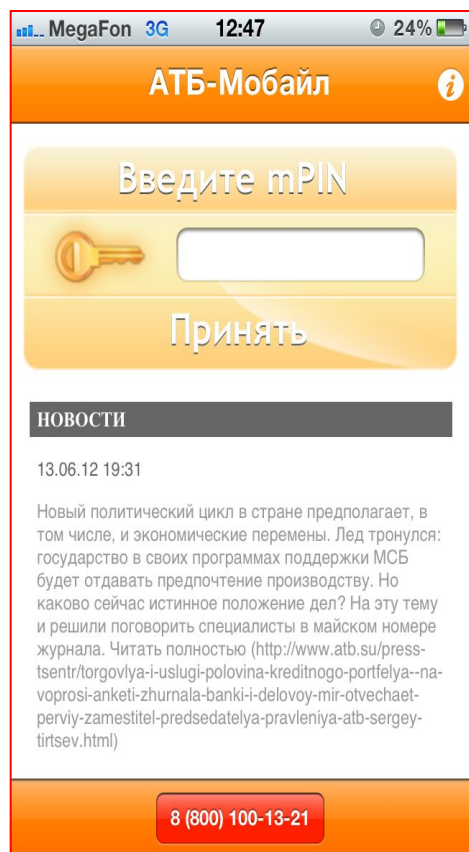 MegaFon 3G 12:47 24%
АТБ-Мобайл
Введите mPIN
Принять
НОВОСТИ
13.06.12 19:31
Новый политический цикл в стране предполагает, в
том числе, и экономические перемены. Лед тронулся:
государство в своих программах поддержки МСБ
будет отдавать предпочтение производству. Но
каково сейчас истинное положение дел? На эту тему
и решили поговорить специалисты в майском номере
журнала. Читать полностью (http://www.atb.su/press-
tsentr/torgovlya-i-uslugi-polovina-kreditnogo-portfelya--na-
voprosi-anketi-zhurnala-banki-i-delovoy-mir-otvechaet-
perviy-zamestitel-predsedatelya-pravleniya-atb-sergey-
tirtsev.html)
8 (800) 100-13-21